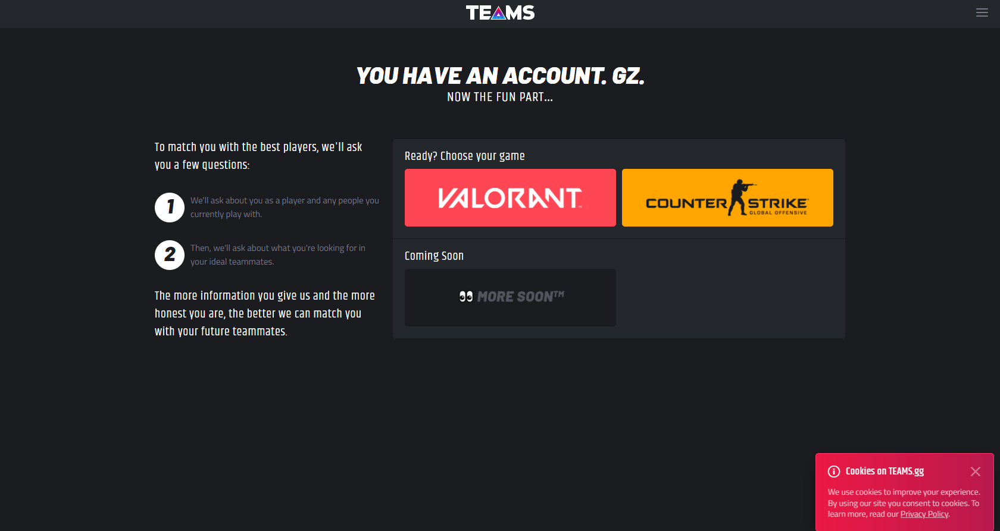 TEAMS
YOU HAVE AN ACCOUNT. GZ.
NOW THE FUN PART...
To match you with the best players, we'll ask
you a few questions:
1
We'll ask about you as a player and any people you
currently play with.
2
Then, we'll ask about what you're looking for in
your ideal teammates.
The more information you give us and the more
honest you are, the better we can match you
with your future teammates.
Ready? Choose your game
VALORANT™
COUNTER STRIKE
GLOBAL OFFENSIVE
Coming Soon
👀 MORE SOON™
Cookies on TEAMS.gg
We use cookies to improve your experience.
By using our site you consent to cookies. To
learn more, read our Privacy Policy.